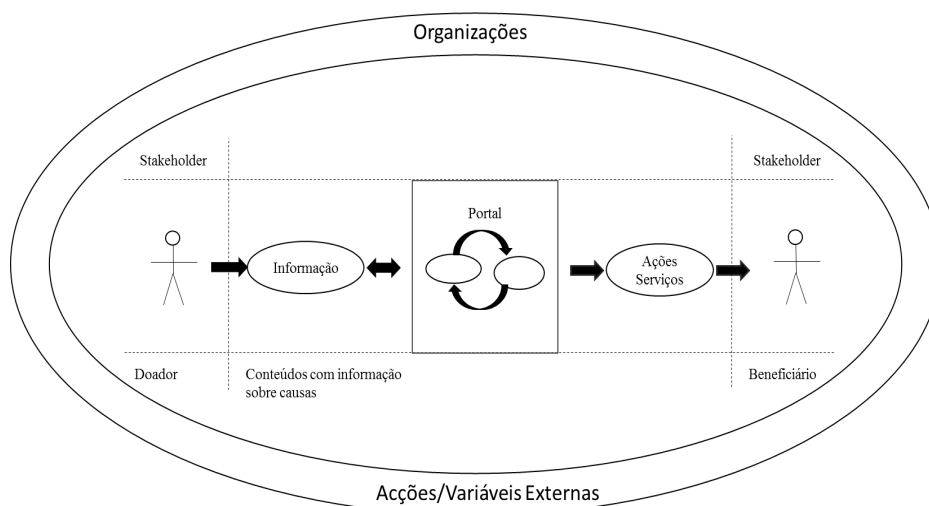 Organizações
Stakeholder
Stakeholder
Portal
Informação
Ações
Serviços
Doador
Conteúdos com informação
sobre causas
Beneficiário
Acções/Variáveis Externas